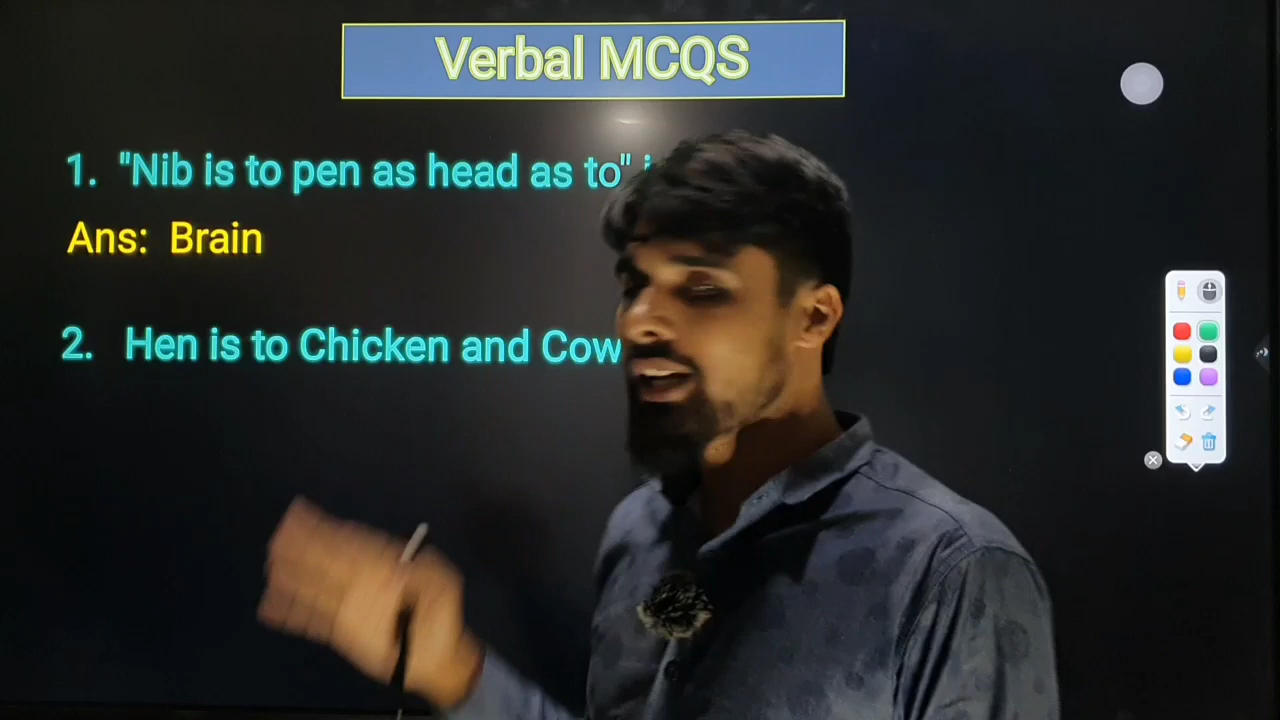 Verbal MCQS
1. "Nib is to pen as head as to"
Ans: Brain
2. Hen is to Chicken and Cow